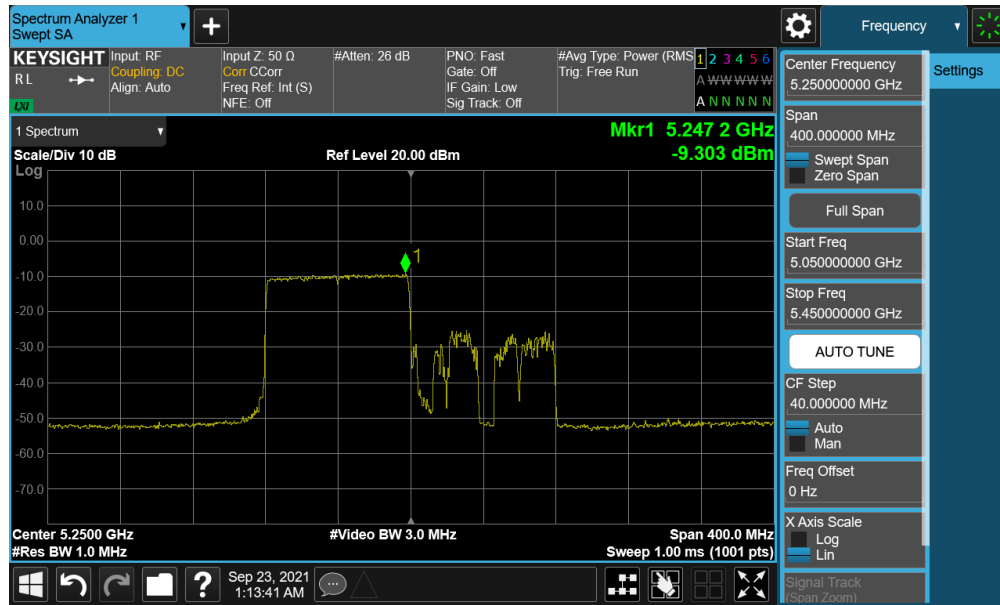 Spectrum Analyzer 1
Swept SA
+
Frequency
KEYSIGHT
RL
LXI
Input: RF
Coupling: DC
Align: Auto
Input Z: 50 Ω
Corr CCorr
Freq Ref: Int (S)
NFE: Off
#Atten: 26 dB
PNO: Fast
Gate: Off
IF Gain: Low
Sig Track: Off
#Avg Type: Power (RMS
Trig: Free Run
1 2 3 4 5 6
A W W W W W
A N N N N N
1 Spectrum
Scale/Div 10 dB
Ref Level 20.00 dBm
Mkr1 5.247 2 GHz
-9.303 dBm
Log
10.0
0.00
-10.0
-20.0
-30.0
-40.0
-50.0
-60.0
-70.0
1
Center 5.2500 GHz
#Res BW 1.0 MHz
#Video BW 3.0 MHz
Span 400.0 MHz
Sweep 1.00 ms (1001 pts)
Center Frequency
5.250000000 GHz
Span
400.000000 MHz
Swept Span
Zero Span
Full Span
Start Freq
5.050000000 GHz
Stop Freq
5.450000000 GHz
AUTO TUNE
CF Step
40.000000 MHz
Auto
Man
Freq Offset
0 Hz
X Axis Scale
Log
Lin
Signal Track
(Span Zoom)
Settings
?
Sep 23, 2021
1:13:41 AM